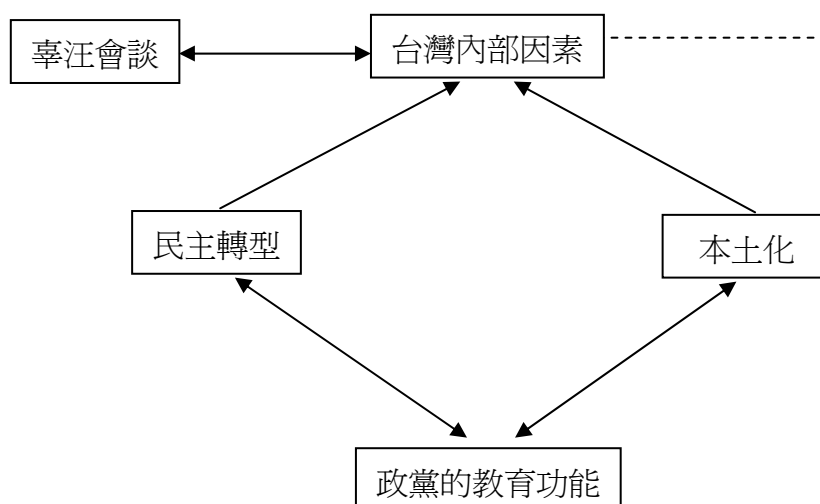 辜汪會談
台灣內部因素
民主轉型
本土化
政黨的教育功能